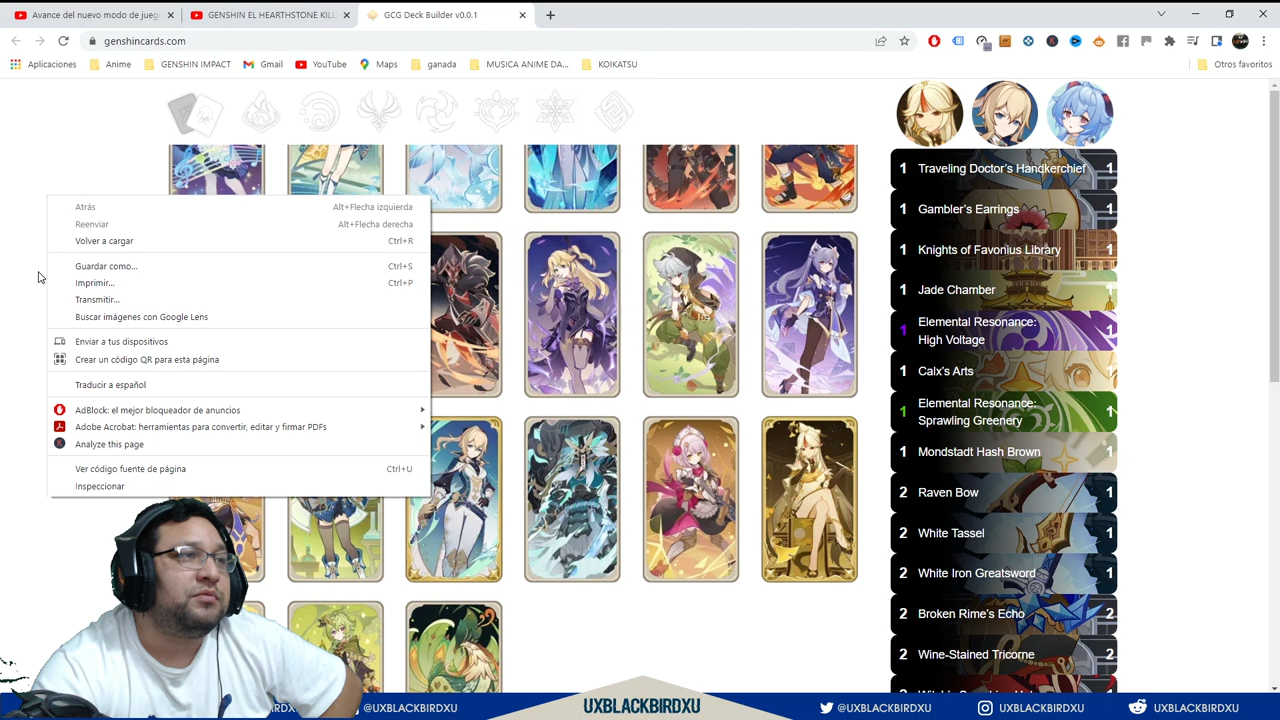 Avance del nuevo modo de jueg
GENSHIN EL HEARTHSTONE KILL
GCG Deck Builder v0.0.1
genshincards.com
Aplicaciones
Anime
GENSHIN IMPACT
Gmail
YouTube
Maps
ganada
MUSICA ANIME DA...
KOIKATSU
Otros favoritos
Atrás Alt+Flecha izquierda
Reenviar Alt+Flecha derecha
Volver a cargar Ctrl+R
Guardar como... Ctrl+S
Imprimir... Ctrl+P
Transmitir...
Buscar imágenes con Google Lens
Enviar a tus dispositivos
Crear un código QR para esta página
Traducir a español
AdBlock: el mejor bloqueador de anuncios
Adobe Acrobat: herramientas para convertir, editar y firmar PDFs
Analyze this page
Ver código fuente de página Ctrl+U
Inspeccionar
1 Traveling Doctor's Handkerchief 1
1 Gambler's Earrings 1
1 Knights of Favonius Library 1
1 Jade Chamber 1
1 Elemental Resonance: High Voltage 1
1 Calx's Arts 1
1 Elemental Resonance: Sprawling Greenery 1
1 Mondstadt Hash Brown 1
2 Raven Bow 1
2 White Tassel 1
2 White Iron Greatsword 1
2 Broken Rime's Echo 2
2 Wine-Stained Tricorne 2
@UXBLACKBIRDXU
UXBLACKBIRDXU
@UXBLACKBIRDXU
UXBLACKBIRDXU
UXBLACKBIRDXU